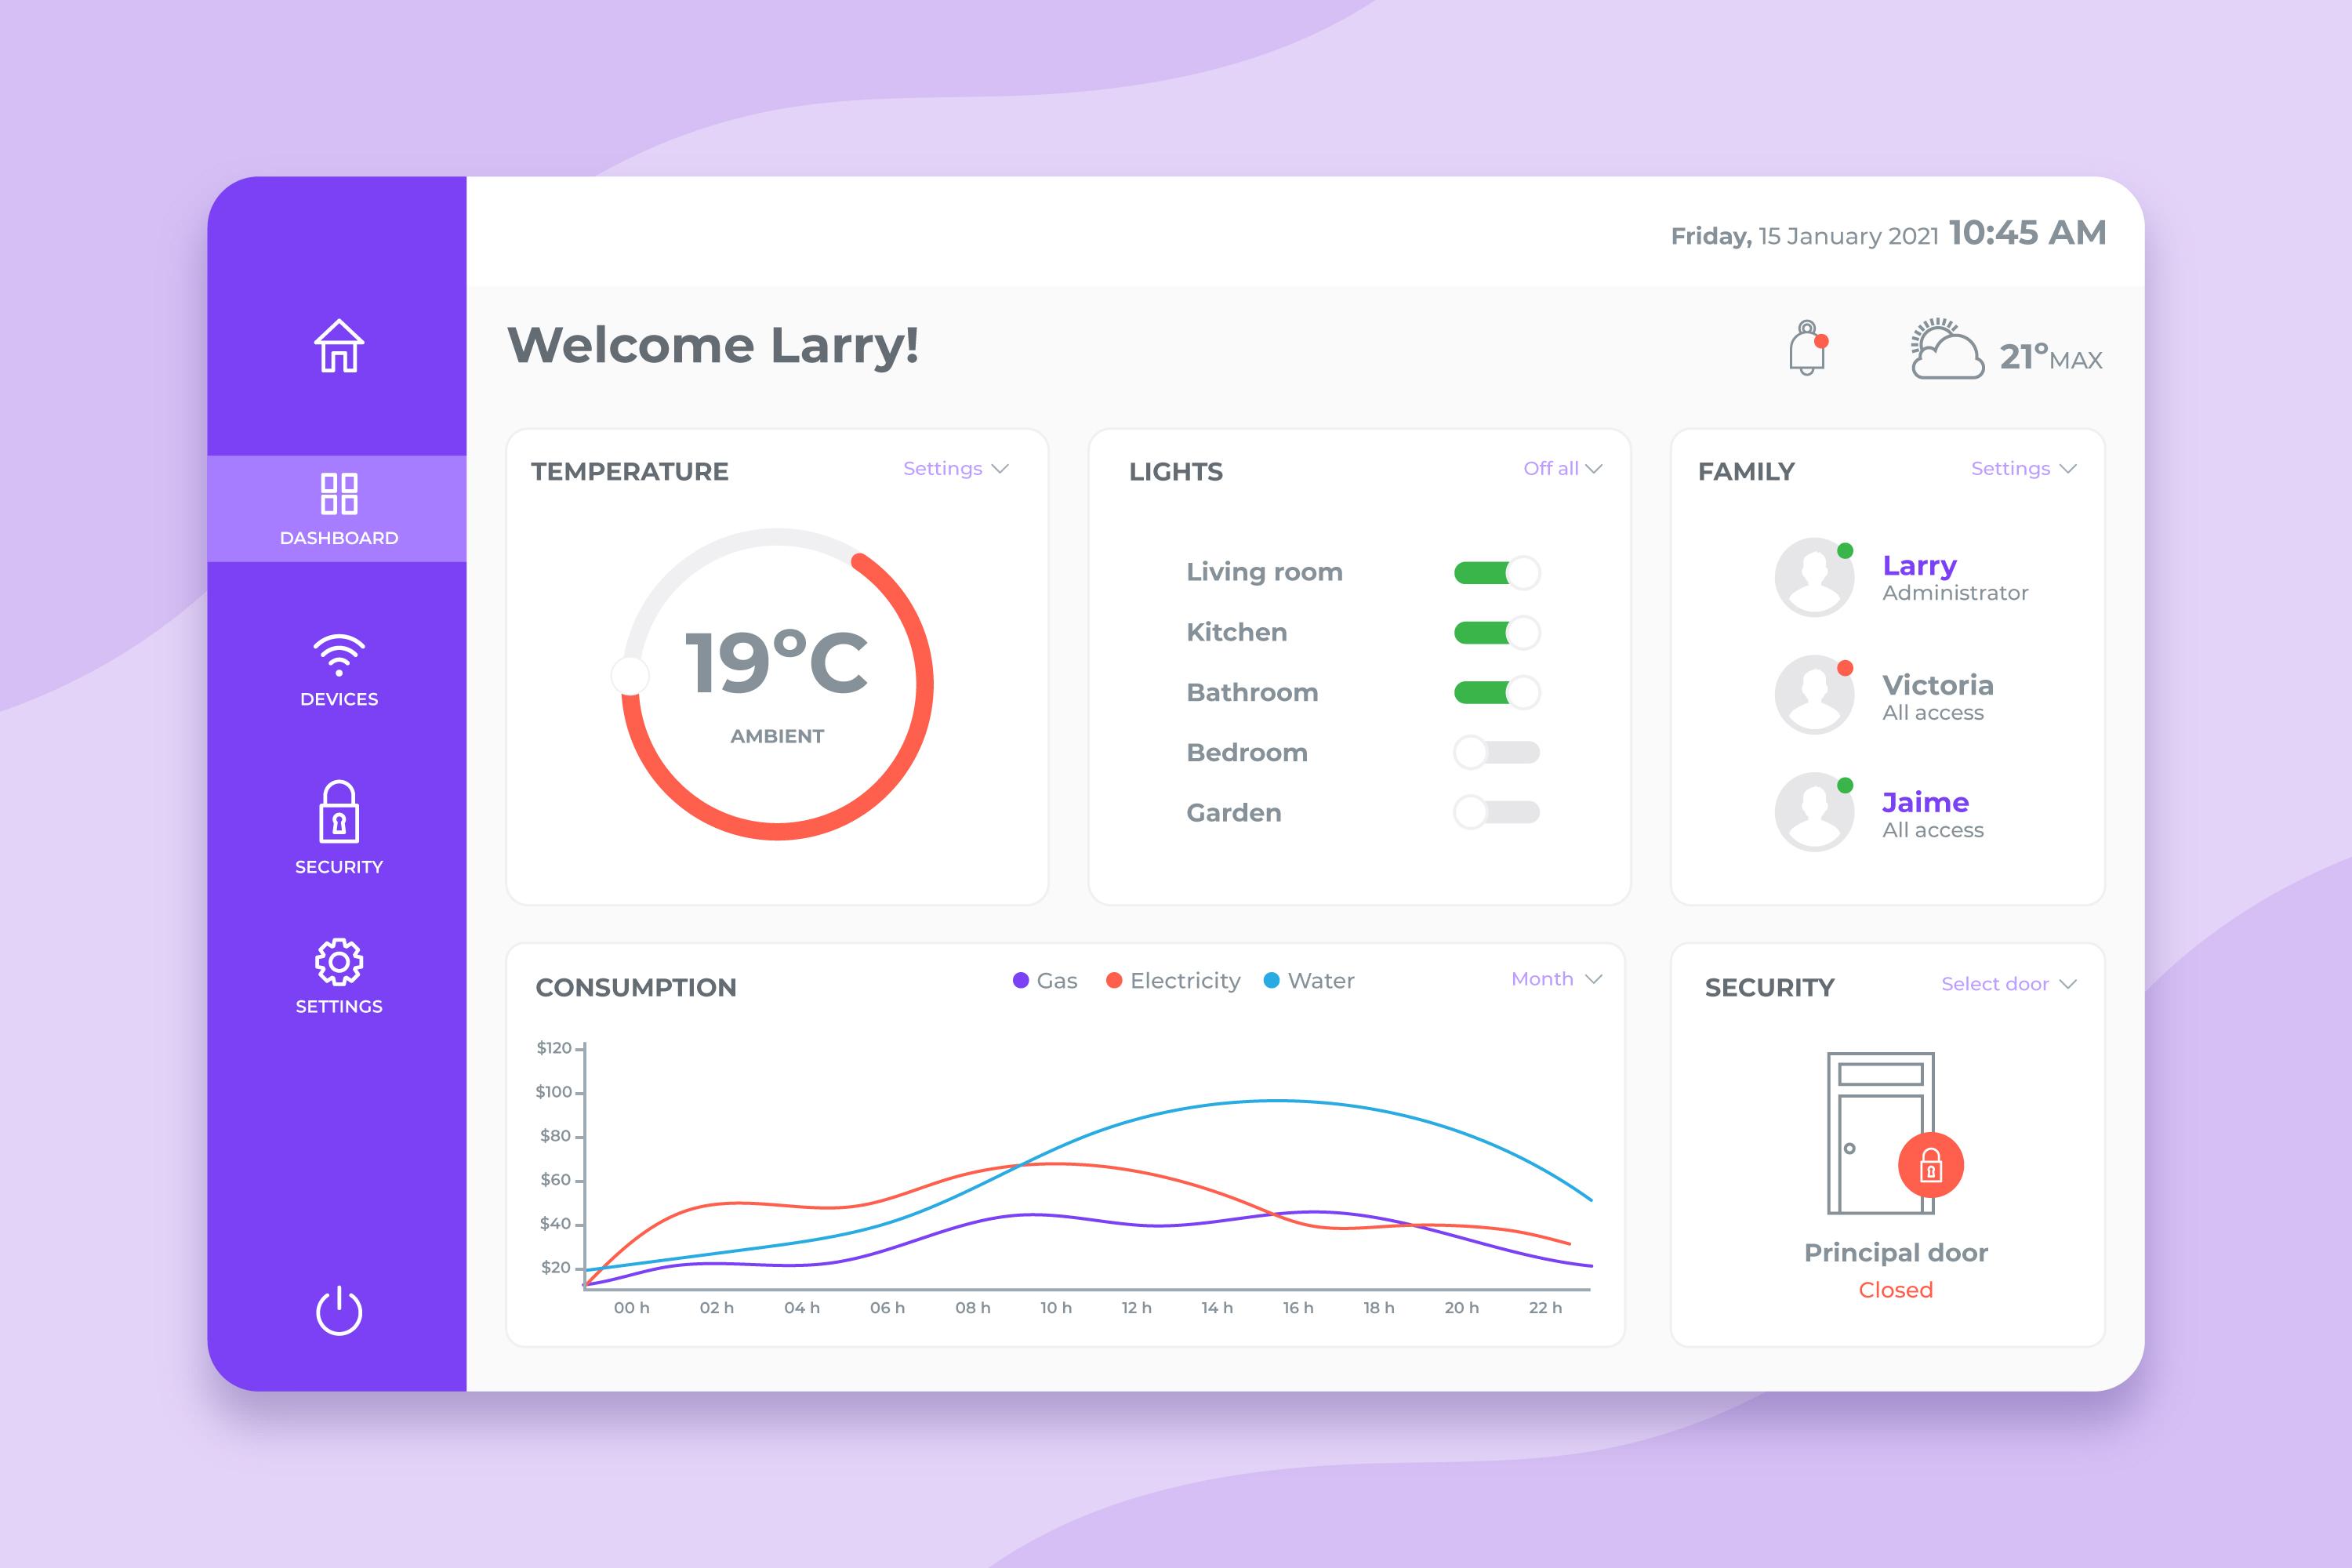 Friday, 15 January 2021 10:45 AM
Welcome Larry!
21º MAX
DASHBOARD
DEVICES
SECURITY
SETTINGS
TEMPERATURE
Settings
19ºC
AMBIENT
LIGHTS
Off all
Living room
Kitchen
Bathroom
Bedroom
Garden
FAMILY
Settings
Larry
Administrator
Victoria
All access
Jaime
All access
CONSUMPTION
Gas Electricity Water
Month
$120
$100
$80
$60
$40
$20
00 h 02 h 04 h 06 h 08 h 10 h 12 h 14 h 16 h 18 h 20 h 22 h
SECURITY
Select door
Principal door
Closed